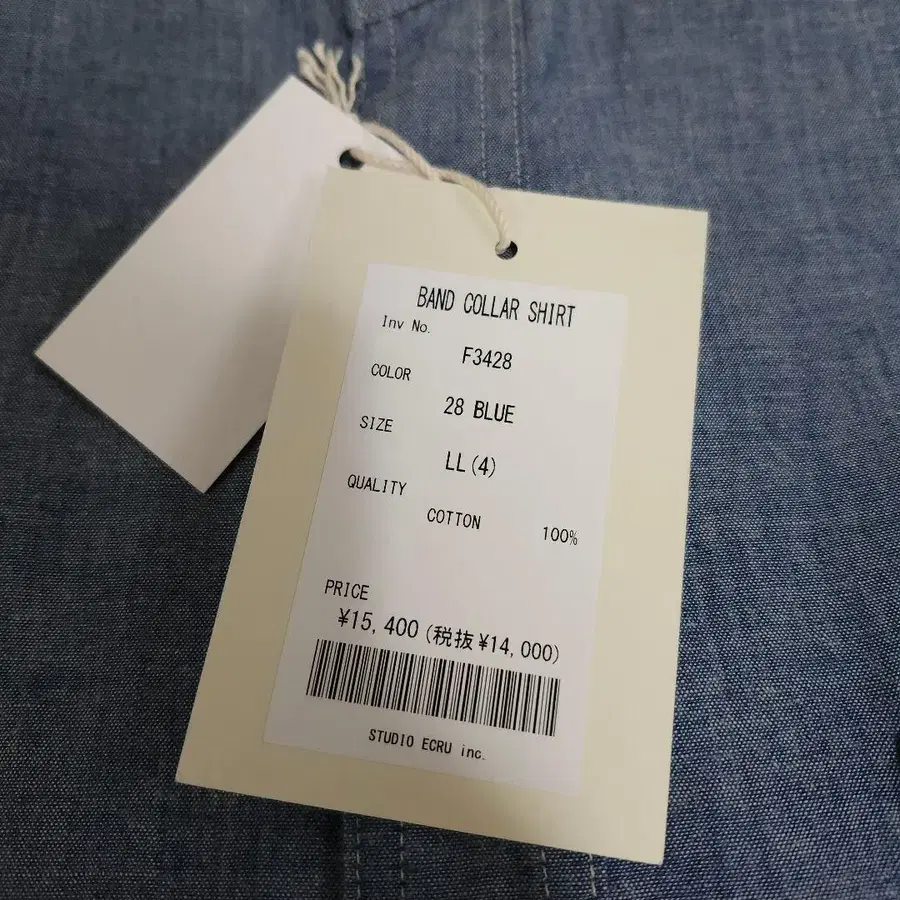 BAND COLLAR SHIRT
Inv No.
F3428
COLOR
28 BLUE
SIZE
LL(4)
QUALITY
COTTON 100%
PRICE
¥15,400(税抜¥14,000)
STUDIO ECRU inc.